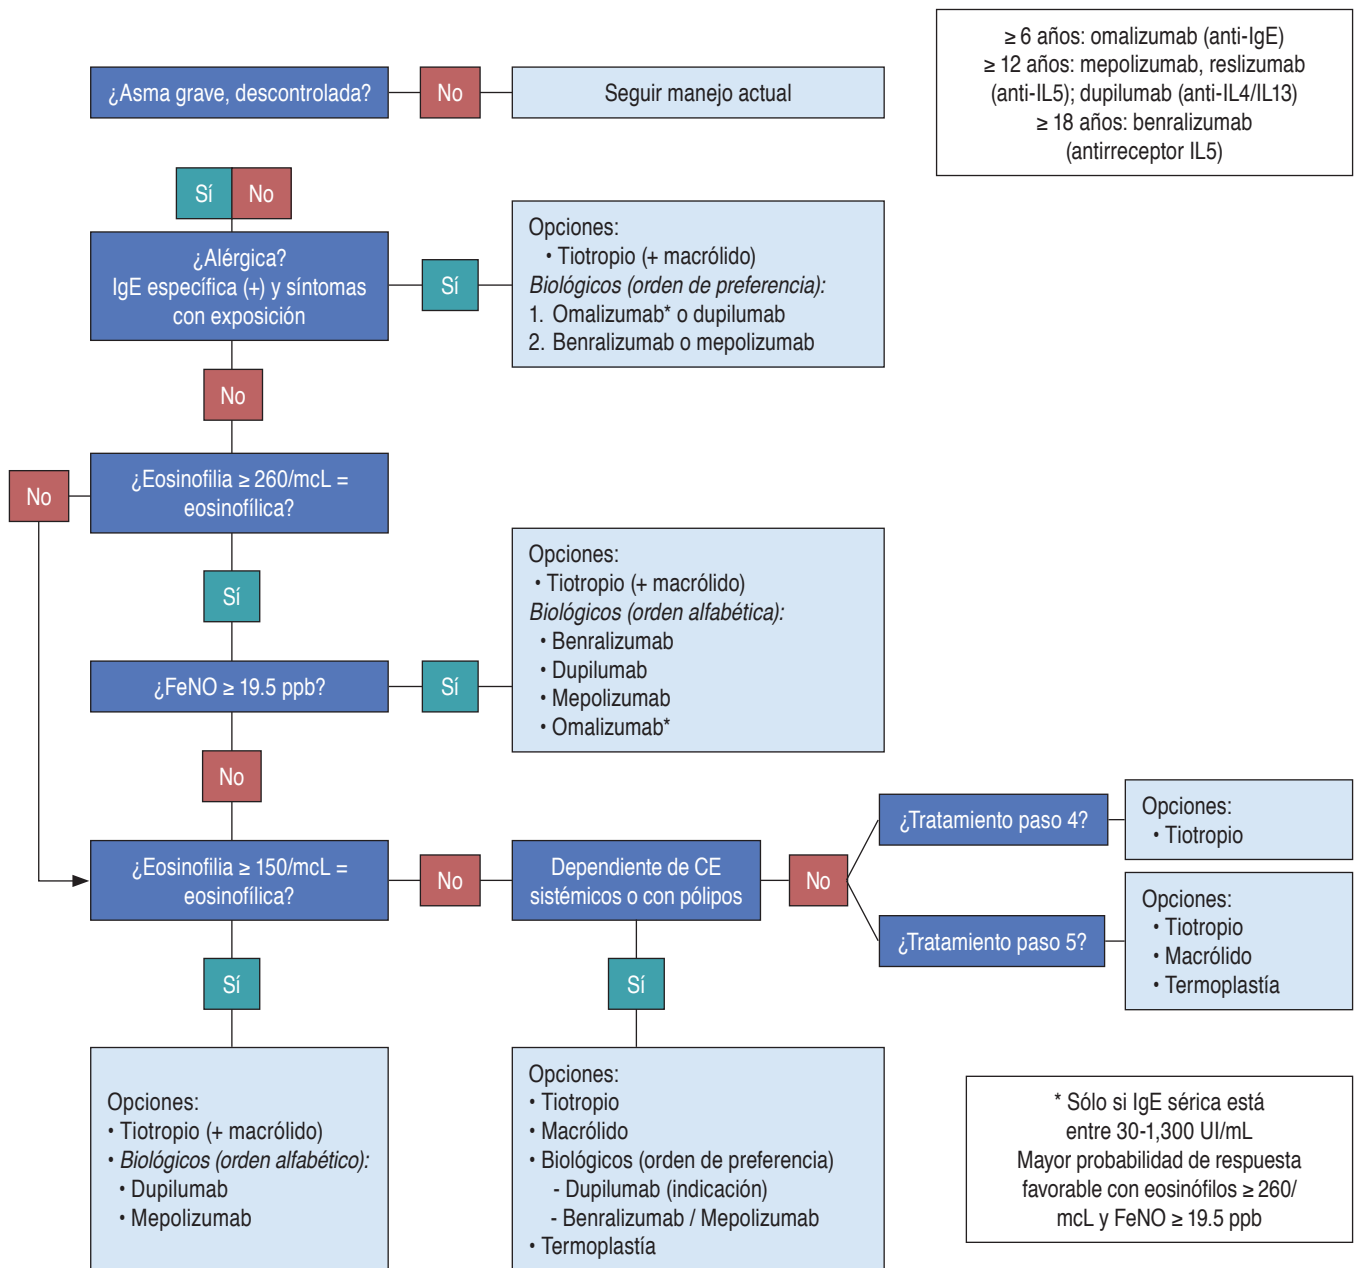 ≥ 6 años: omalizumab (anti-IgE)
≥ 12 años: mepolizumab, reslizumab
(anti-IL5); dupilumab (anti-IL4/IL13)
≥ 18 años: benralizumab
(antirreceptor IL5)
¿Asma grave, descontrolada?
No
Seguir manejo actual
Sí
No
¿Alérgica?
IgE específica (+) y síntomas
con exposición
Sí
Opciones:
• Tiotropio (+ macrólido)
Biológicos (orden de preferencia):
1. Omalizumab* o dupilumab
2. Benralizumab o mepolizumab
No
¿Eosinofilia ≥ 260/mcL =
eosinofílica?
No
Sí
¿FeNO ≥ 19.5 ppb?
Sí
Opciones:
• Tiotropio (+ macrólido)
Biológicos (orden alfabética):
• Benralizumab
• Dupilumab
• Mepolizumab
• Omalizumab*
No
¿Eosinofilia ≥ 150/mcL =
eosinofílica?
No
Dependiente de CE
sistémicos o con pólipos
No
¿Tratamiento paso 4?
Opciones:
• Tiotropio
¿Tratamiento paso 5?
Opciones:
• Tiotropio
• Macrólido
• Termoplastía
Sí
Opciones:
• Tiotropio (+ macrólido)
• Biológicos (orden alfabético):
• Dupilumab
• Mepolizumab
Sí
Opciones:
• Tiotropio
• Macrólido
• Biológicos (orden de preferencia)
- Dupilumab (indicación)
- Benralizumab / Mepolizumab
• Termoplastía
* Sólo si IgE sérica está
entre 30-1,300 UI/mL
Mayor probabilidad de respuesta
favorable con eosinófilos ≥ 260/
mcL y FeNO ≥ 19.5 ppb